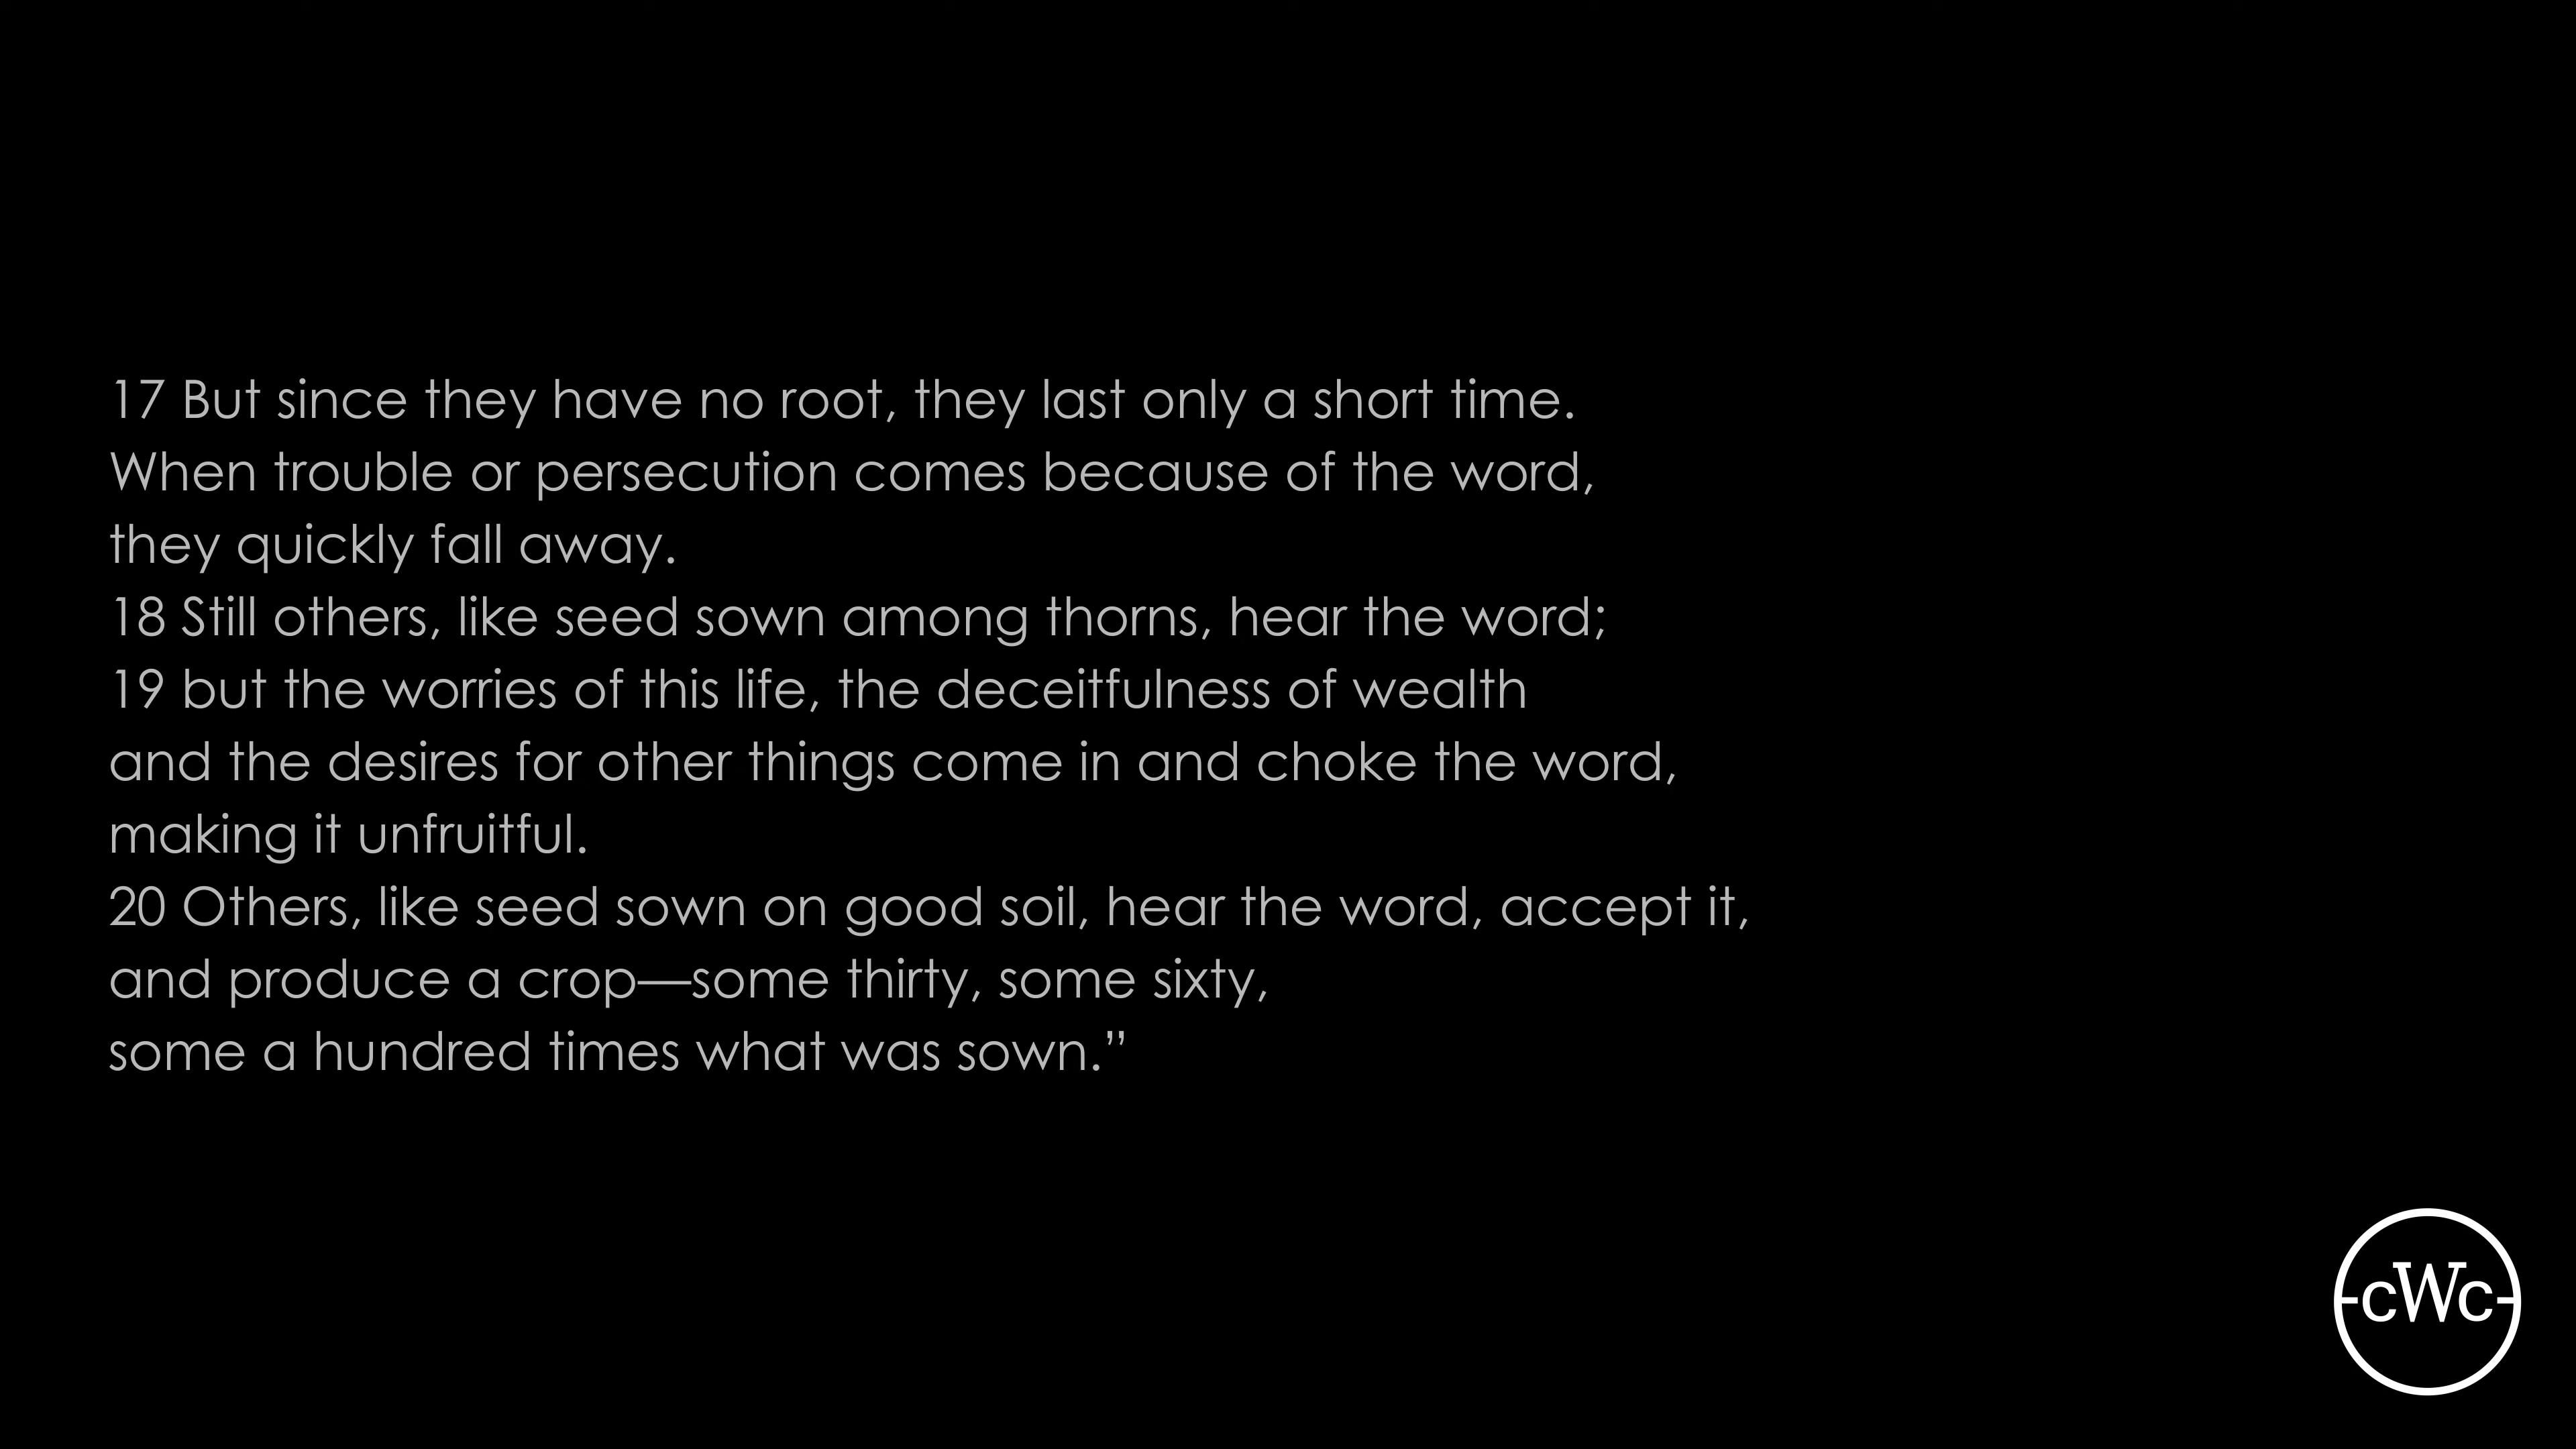 17 But since they have no root, they last only a short time.
When trouble or persecution comes because of the word,
they quickly fall away.
18 Still others, like seed sown among thorns, hear the word;
19 but the worries of this life, the deceitfulness of wealth
and the desires for other things come in and choke the word,
making it unfruitful.
20 Others, like seed sown on good soil, hear the word, accept it,
and produce a crop—some thirty, some sixty,
some a hundred times what was sown.”
-cWc-